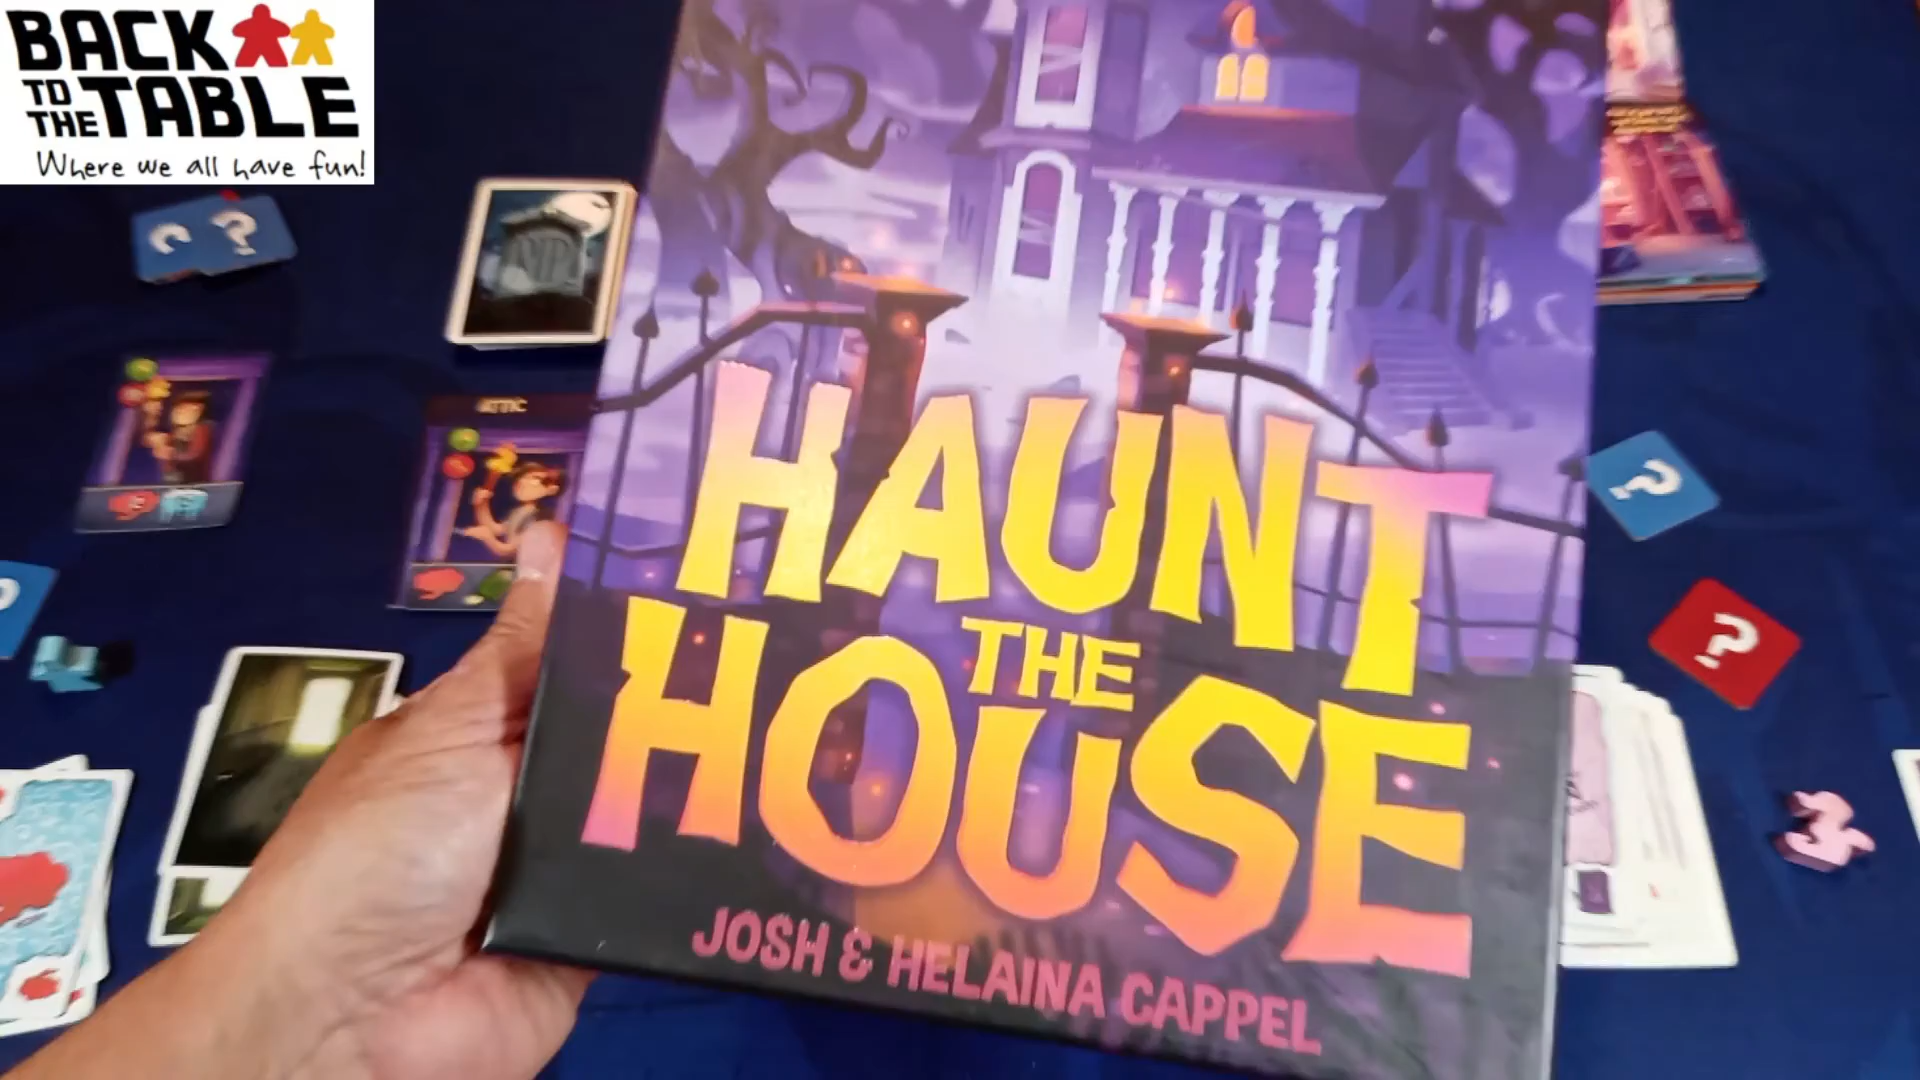 BACK
TO
THE TABLE
Where we all have fun!
ATTIC
HAUNT
THE
HOUSE
JOSH & HELAINA CAPPEL
?
?
?
?